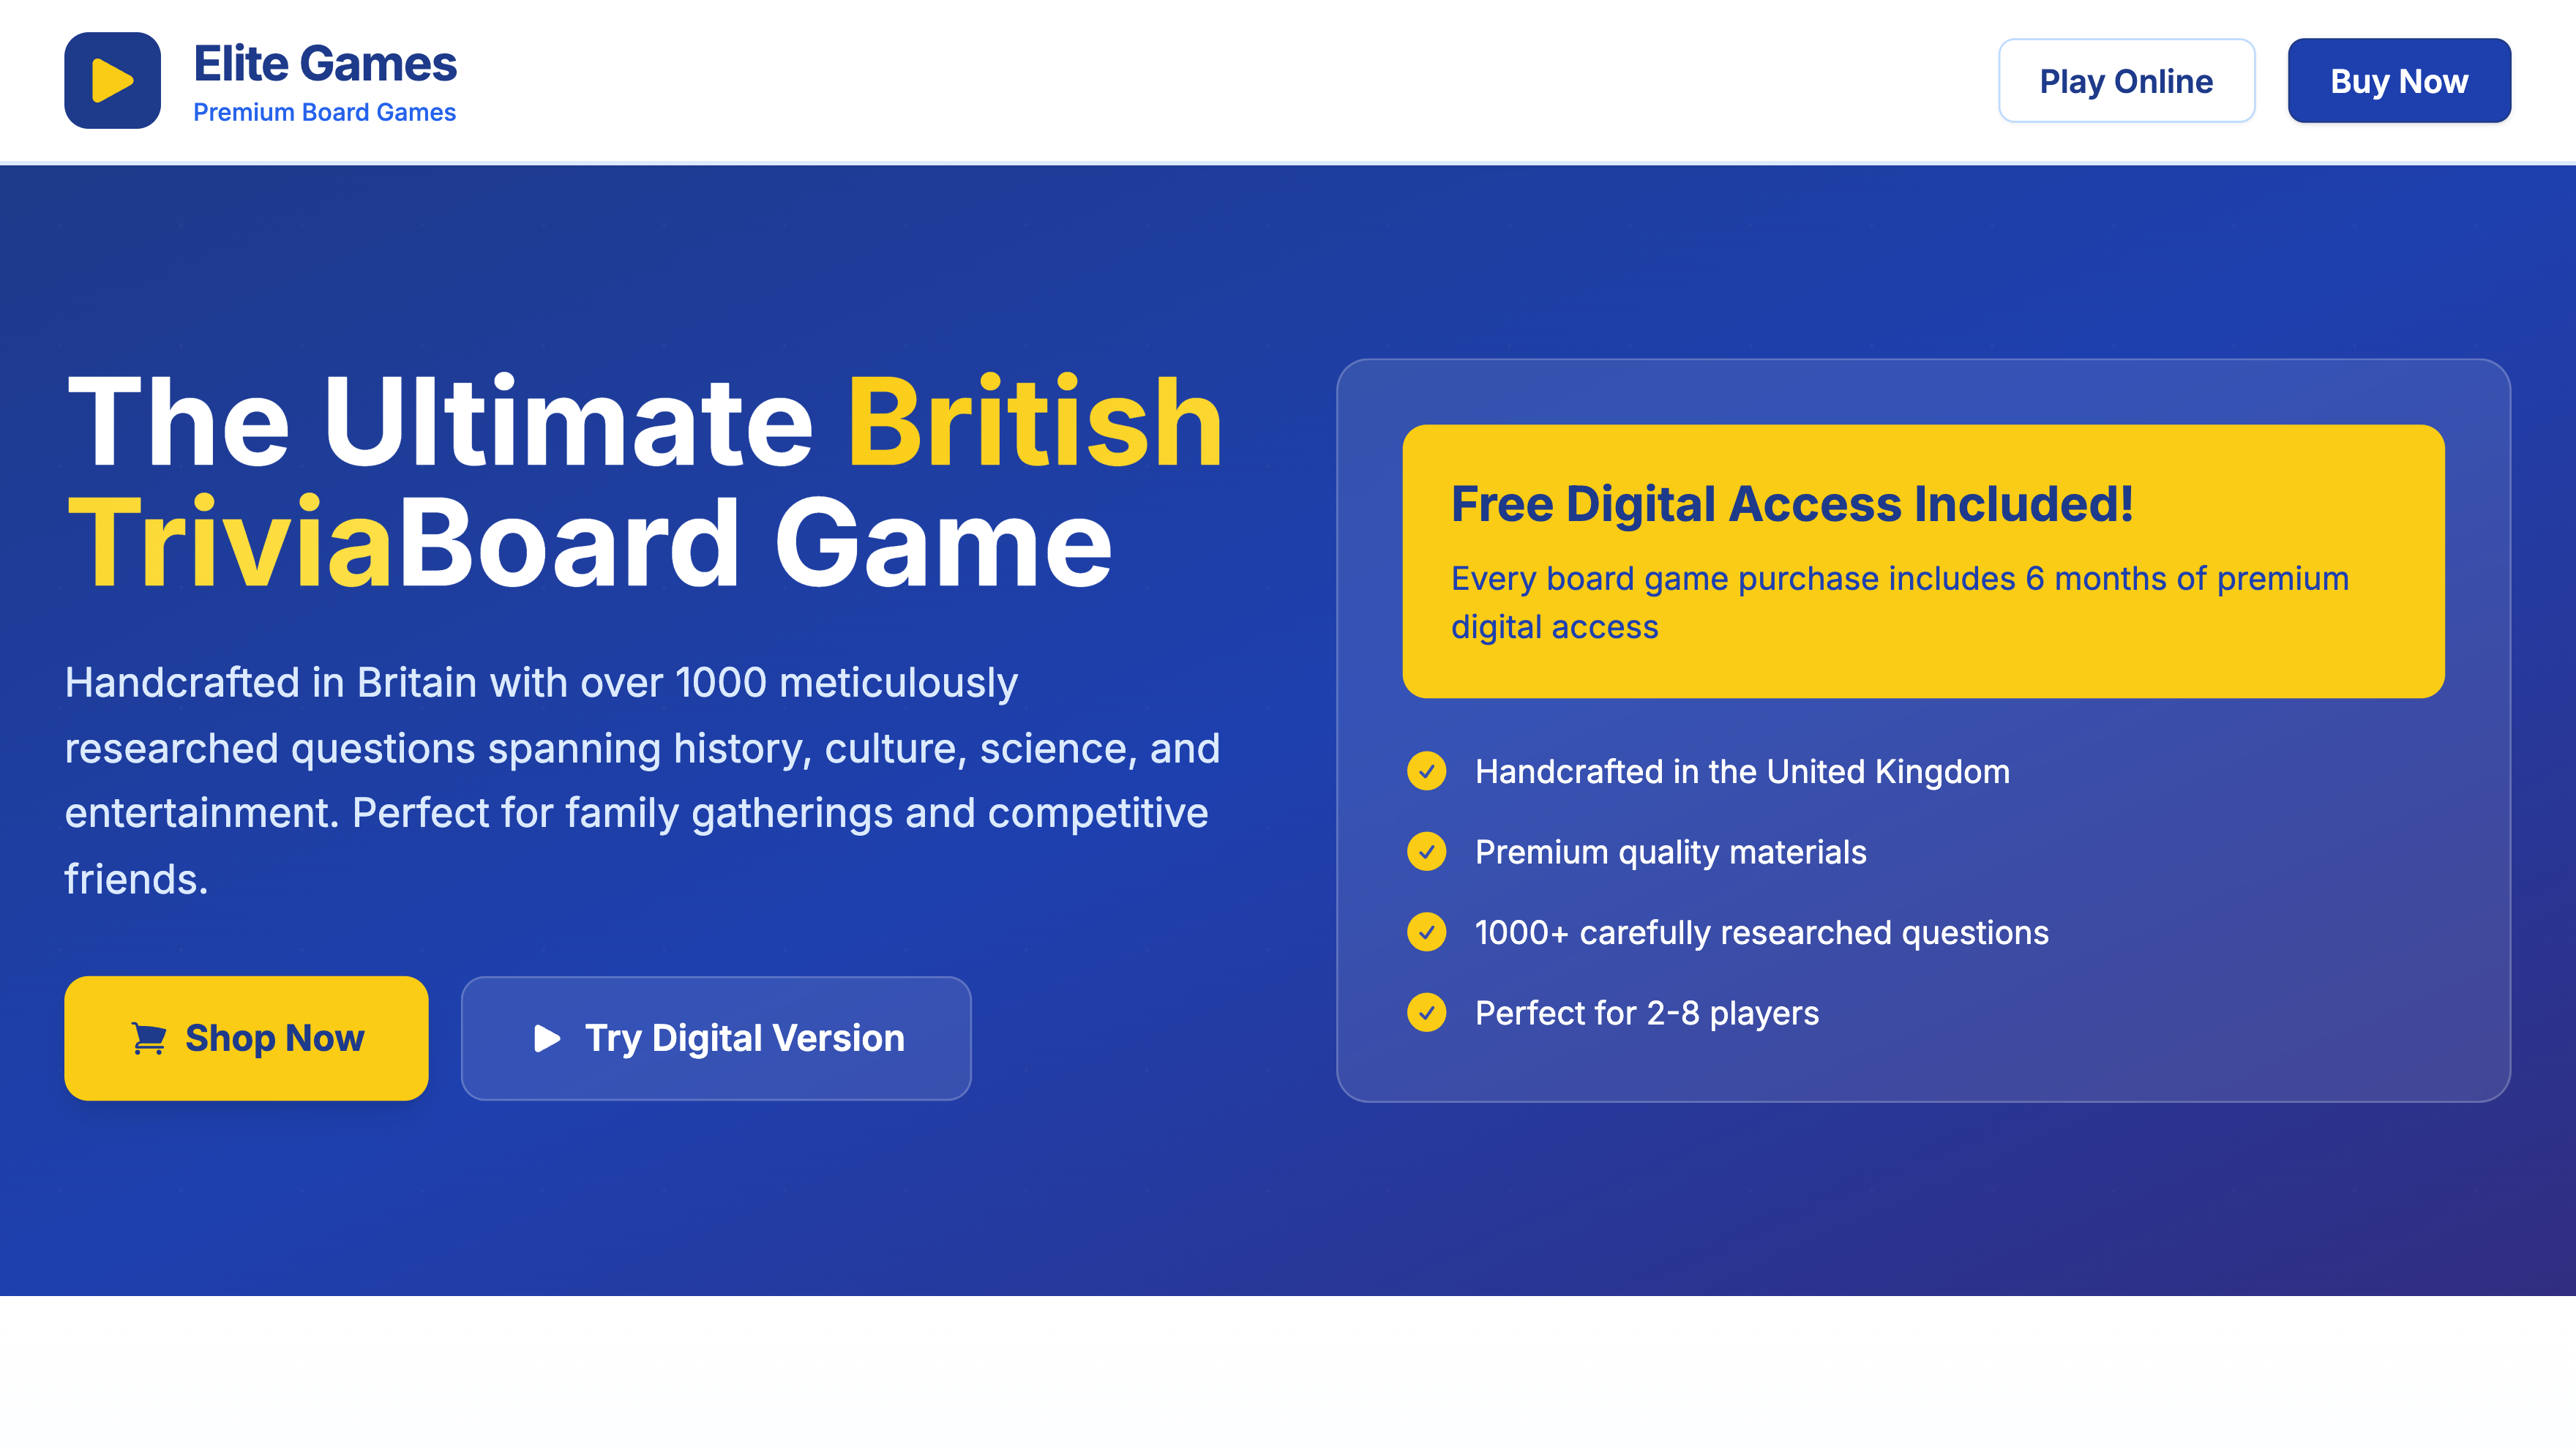 Elite Games
Premium Board Games
Play Online
Buy Now
The Ultimate British
TriviaBoard Game
Handcrafted in Britain with over 1000 meticulously
researched questions spanning history, culture, science, and
entertainment. Perfect for family gatherings and competitive
friends.
Shop Now
Try Digital Version
Free Digital Access Included!
Every board game purchase includes 6 months of premium
digital access
Handcrafted in the United Kingdom
Premium quality materials
1000+ carefully researched questions
Perfect for 2-8 players